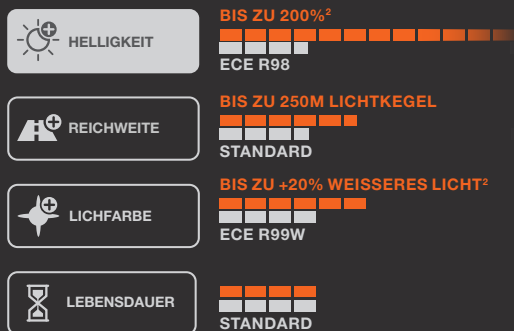 HELLIGKEIT
BIS ZU 200%²
ECE R98
REICHWEITE
BIS ZU 250M LICHTKEGEL
STANDARD
LICHFARBE
BIS ZU +20% WEISSERES LICHT²
ECE R99W
LEBENSDAUER
STANDARD